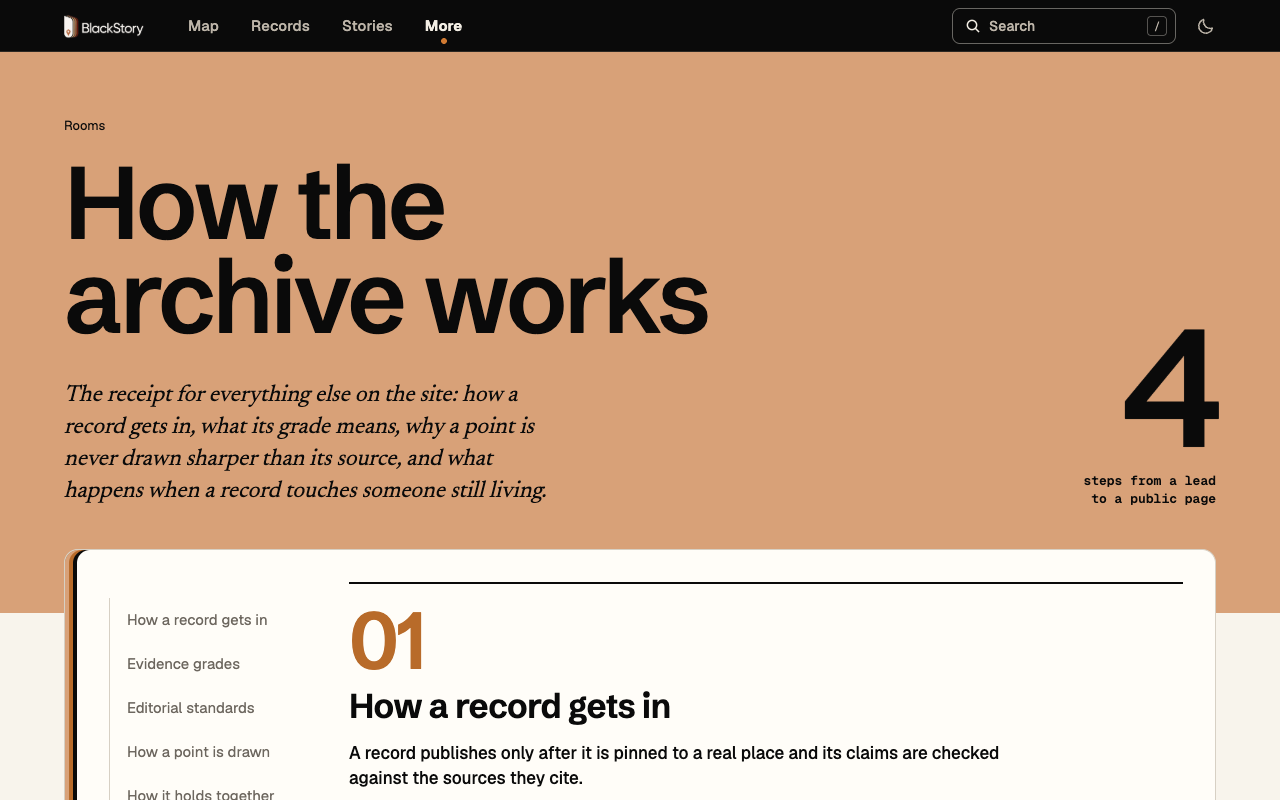 BlackStory
Map
Records
Stories
More
Search
/
Rooms
How the
archive works
The receipt for everything else on the site: how a
record gets in, what its grade means, why a point is
never drawn sharper than its source, and what
happens when a record touches someone still living.
4
steps from a lead
to a public page
How a record gets in
Evidence grades
Editorial standards
How a point is drawn
How it holds together
01
How a record gets in
A record publishes only after it is pinned to a real place and its claims are checked
against the sources they cite.